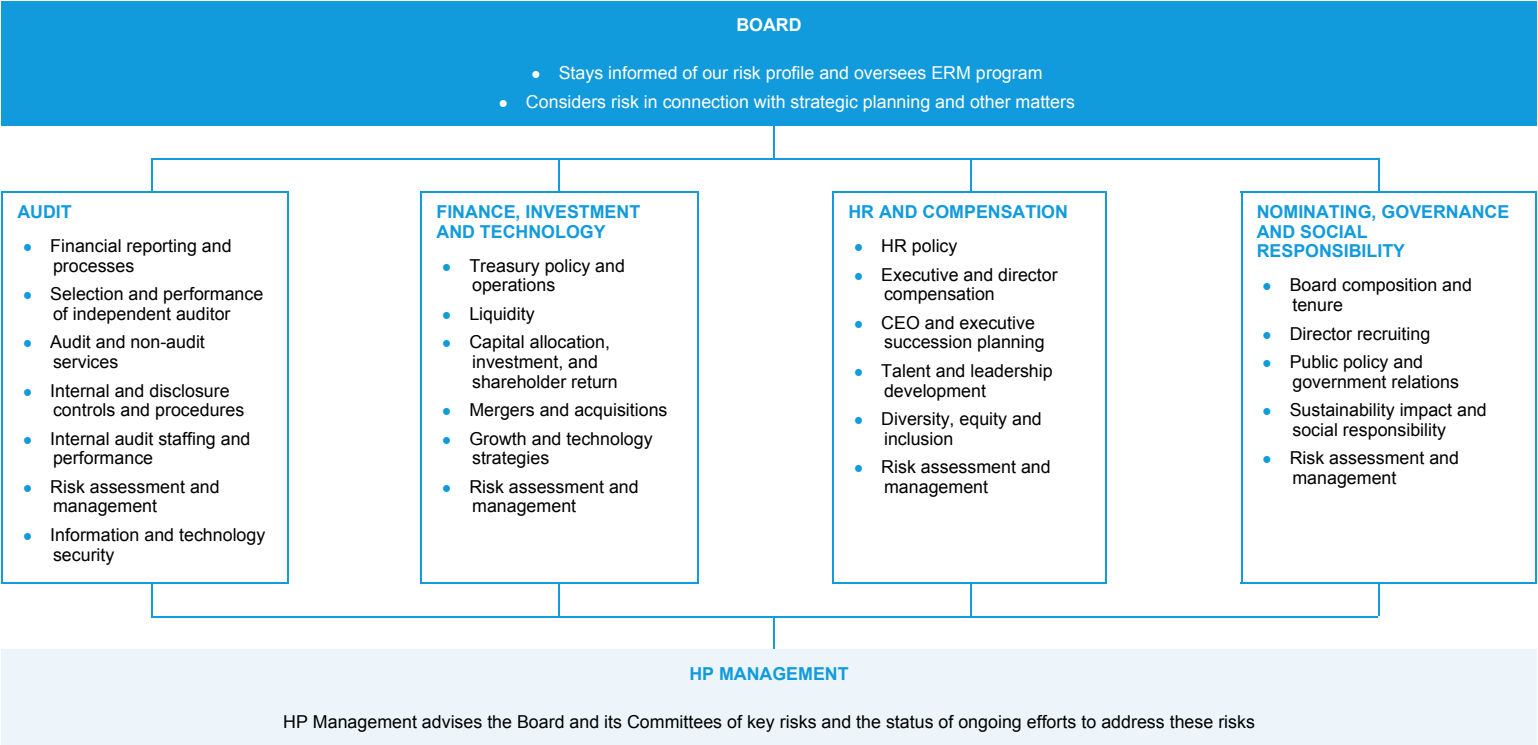 BOARD
● Stays informed of our risk profile and oversees ERM program
● Considers risk in connection with strategic planning and other matters
AUDIT
● Financial reporting and
processes
● Selection and performance
of independent auditor
● Audit and non-audit
services
● Internal and disclosure
controls and procedures
● Internal audit staffing and
performance
● Risk assessment and
management
● Information and technology
security
FINANCE, INVESTMENT
AND TECHNOLOGY
● Treasury policy and
operations
● Liquidity
● Capital allocation,
investment, and
shareholder return
● Mergers and acquisitions
● Growth and technology
strategies
● Risk assessment and
management
HR AND COMPENSATION
● HR policy
● Executive and director
compensation
● CEO and executive
succession planning
● Talent and leadership
development
● Diversity, equity and
inclusion
● Risk assessment and
management
NOMINATING, GOVERNANCE
AND SOCIAL
RESPONSIBILITY
● Board composition and
tenure
● Director recruiting
● Public policy and
government relations
● Sustainability impact and
social responsibility
● Risk assessment and
management
HP MANAGEMENT
HP Management advises the Board and its Committees of key risks and the status of ongoing efforts to address these risks